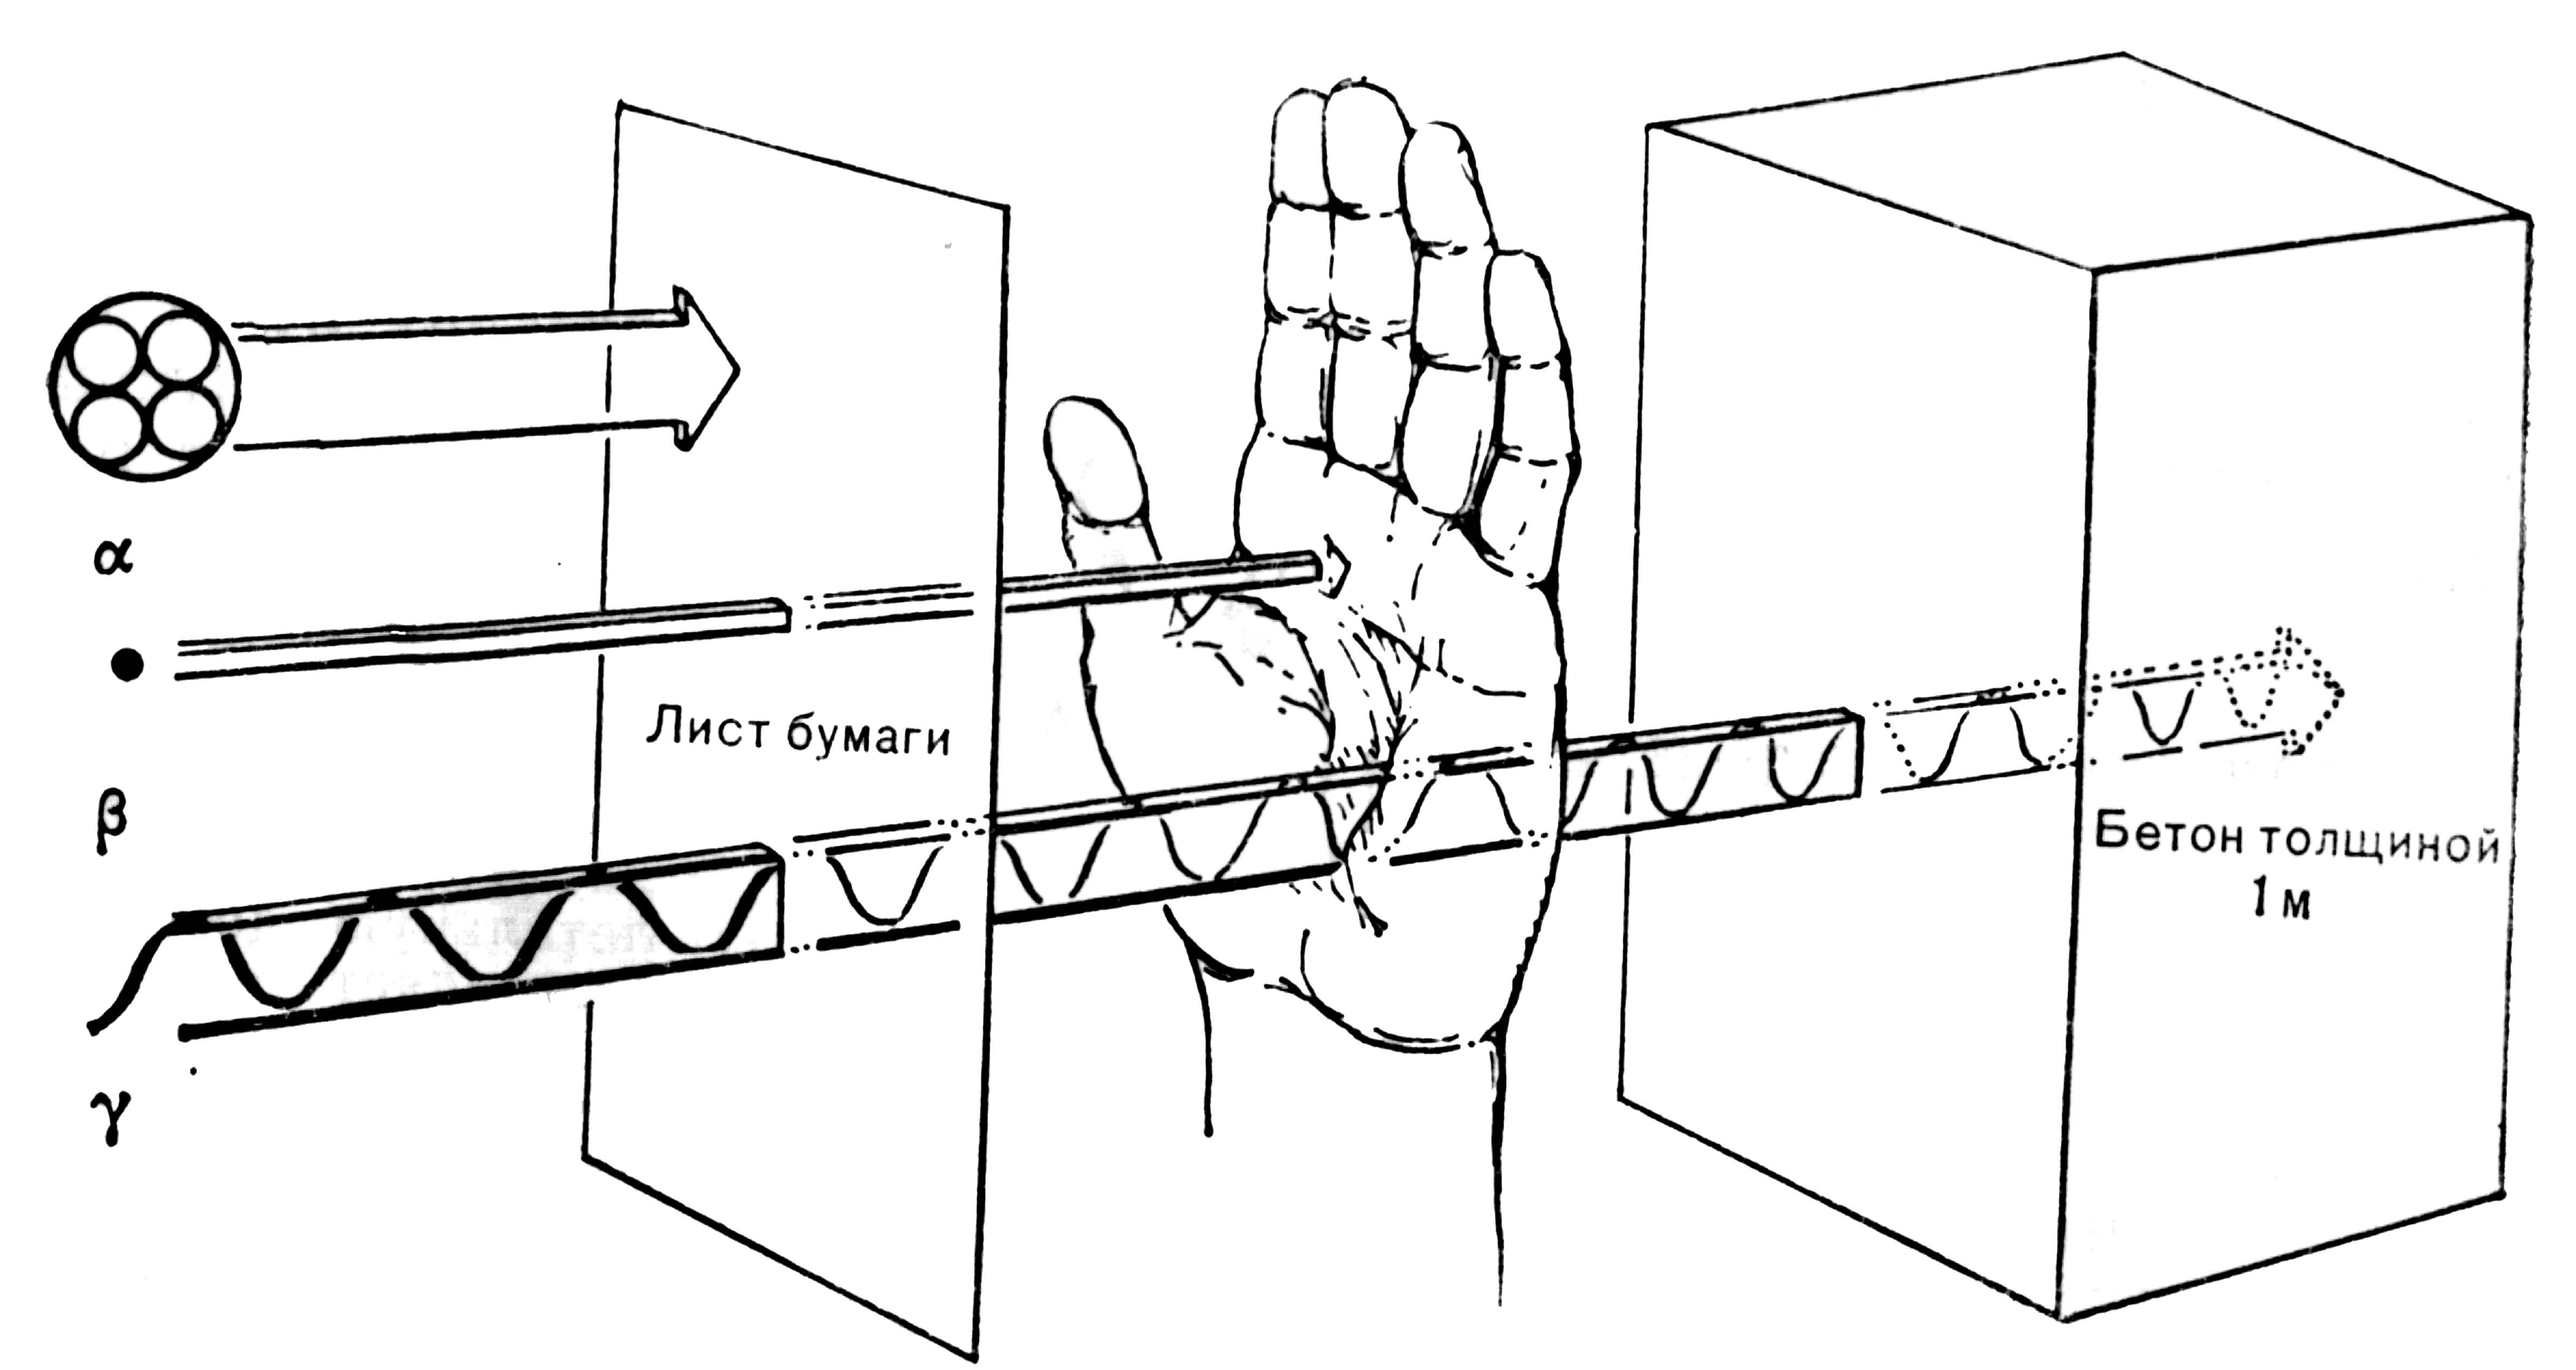 α
β
γ
Лист бумаги
Бетон толщиной
1 м